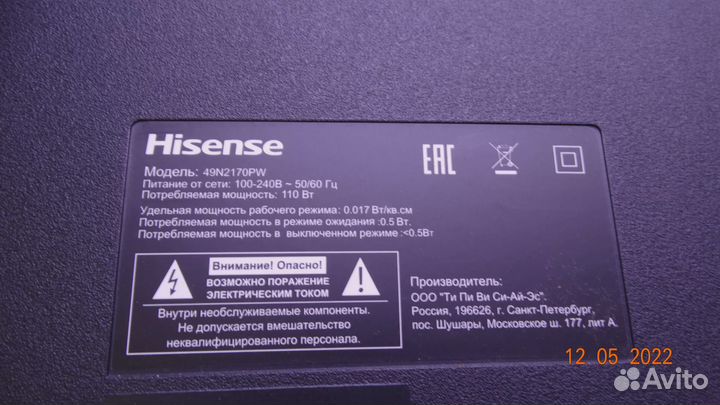 Hisense
Модель: 49N2170PW
Питание от сети: 100-240В ~ 50/60 Гц
Потребляемая мощность: 110 Вт
Удельная мощность рабочего режима: 0.017 Вт/кв.см
Потребляемая мощность в режиме ожидания :0.5 Вт.
Потребляемая мощность в выключенном режиме :<0.5Вт
EAC
Внимание! Опасно!
ВОЗМОЖНО ПОРАЖЕНИЕ
ЭЛЕКТРИЧЕСКИМ ТОКОМ
Внутри необслуживаемые компоненты.
Не допускается вмешательство
неквалифицированного персонала.
Производитель:
ООО "Ти Пи Ви Си-Ай-Эс".
Россия, 196626, г. Санкт-Петербург,
пос. Шушары, Московское ш. 177, лит А.
12 05 2022
Avito